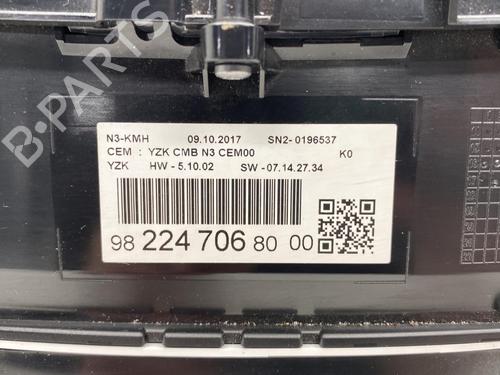 B-PARTS
N3-KMH 09.10.2017 SN2- 0196537
CEM : YZK CMB N3 CEM00 K0
YZK HW - 5.10.02 SW - 07.14.27.34
98 224 706 80 00